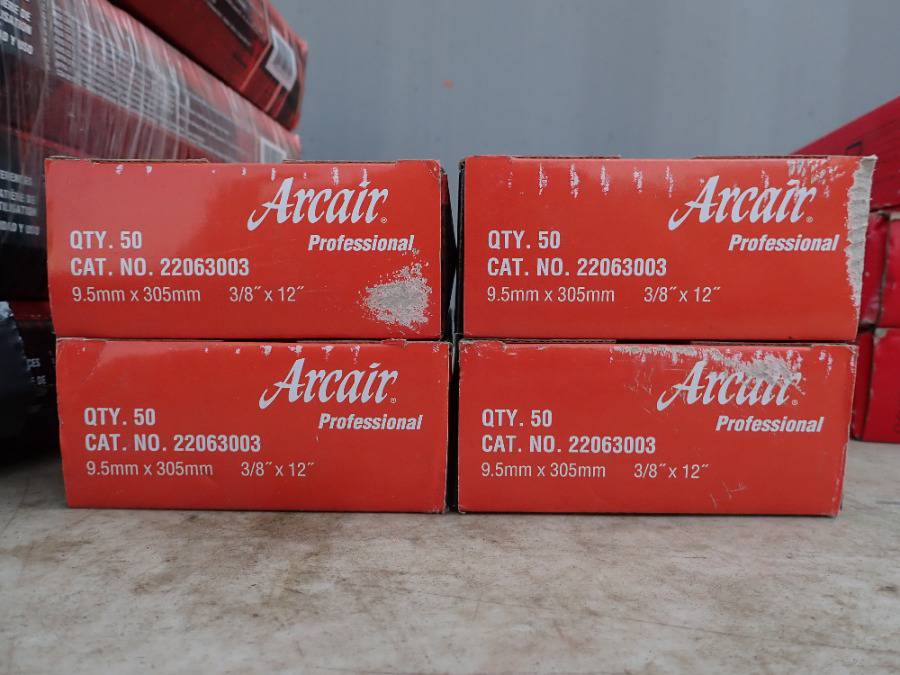 Arcair
Professional
QTY. 50
CAT. NO. 22063003
9.5mm x 305mm 3/8″ x 12″
Arcair
Professional
QTY. 50
CAT. NO. 22063003
9.5mm x 305mm 3/8″ x 12″
Arcair
Professional
QTY. 50
CAT. NO. 22063003
9.5mm x 305mm 3/8″ x 12″
Arcair
Professional
QTY. 50
CAT. NO. 22063003
9.5mm x 305mm 3/8″ x 12″